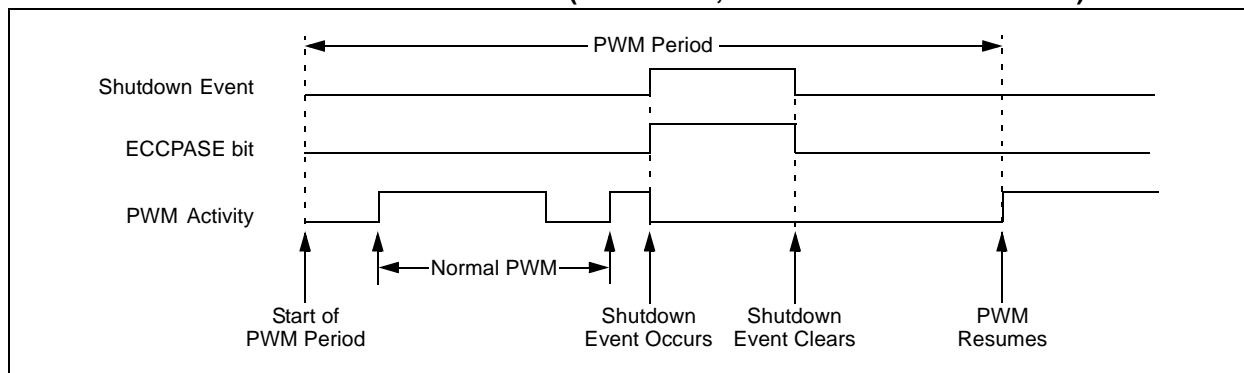 PWM Period
Shutdown Event
ECCPASE bit
PWM Activity
Normal PWM
Start of
PWM Period
Shutdown
Event Occurs
Shutdown
Event Clears
PWM
Resumes